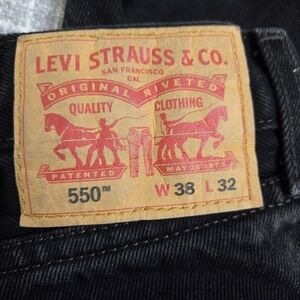 LEVI STRAUSS & CO.
SAN FRANCISCO
CAL.
ORIGINAL RIVETED
QUALITY CLOTHING
PATENTED MAY 20 1873
550™ W 38 L 32